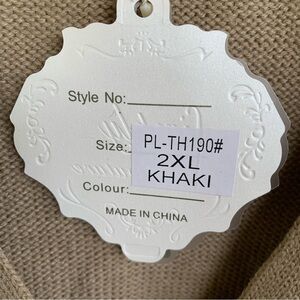 Style No:
Size:
PL-TH190#
2XL
KHAKI
Colour:
MADE IN CHINA